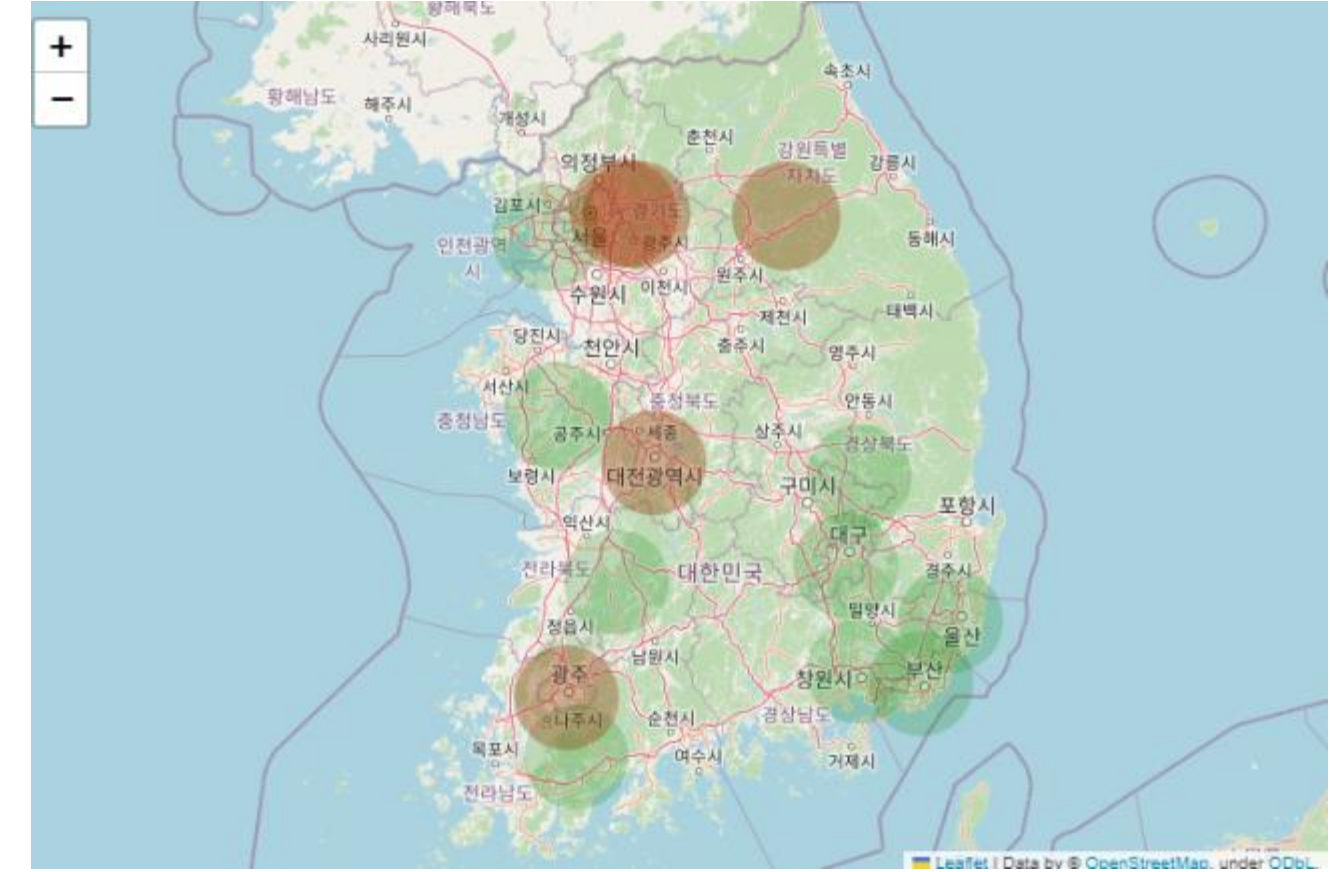 +
−
황해북도
사리원시
황해남도
해주시
개성시
속초시
춘천시
강원특별
자치도
강릉시
의정부시
김포시
경기도
서울
광주시
인천광역
시
동해시
원주시
수원시
이천시
제천시
태백시
당진시
천안시
충주시
영주시
서산시
충청북도
안동시
충청남도
공주시
세종
상주시
경상북도
보령시
대전광역시
구미시
포항시
익산시
대구
전라북도
대한민국
경주시
밀양시
정읍시
울산
남원시
광주
창원시
부산
나주시
순천시
경상남도
목포시
여수시
거제시
전라남도
Leaflet | Data by © OpenStreetMap, under ODbL.